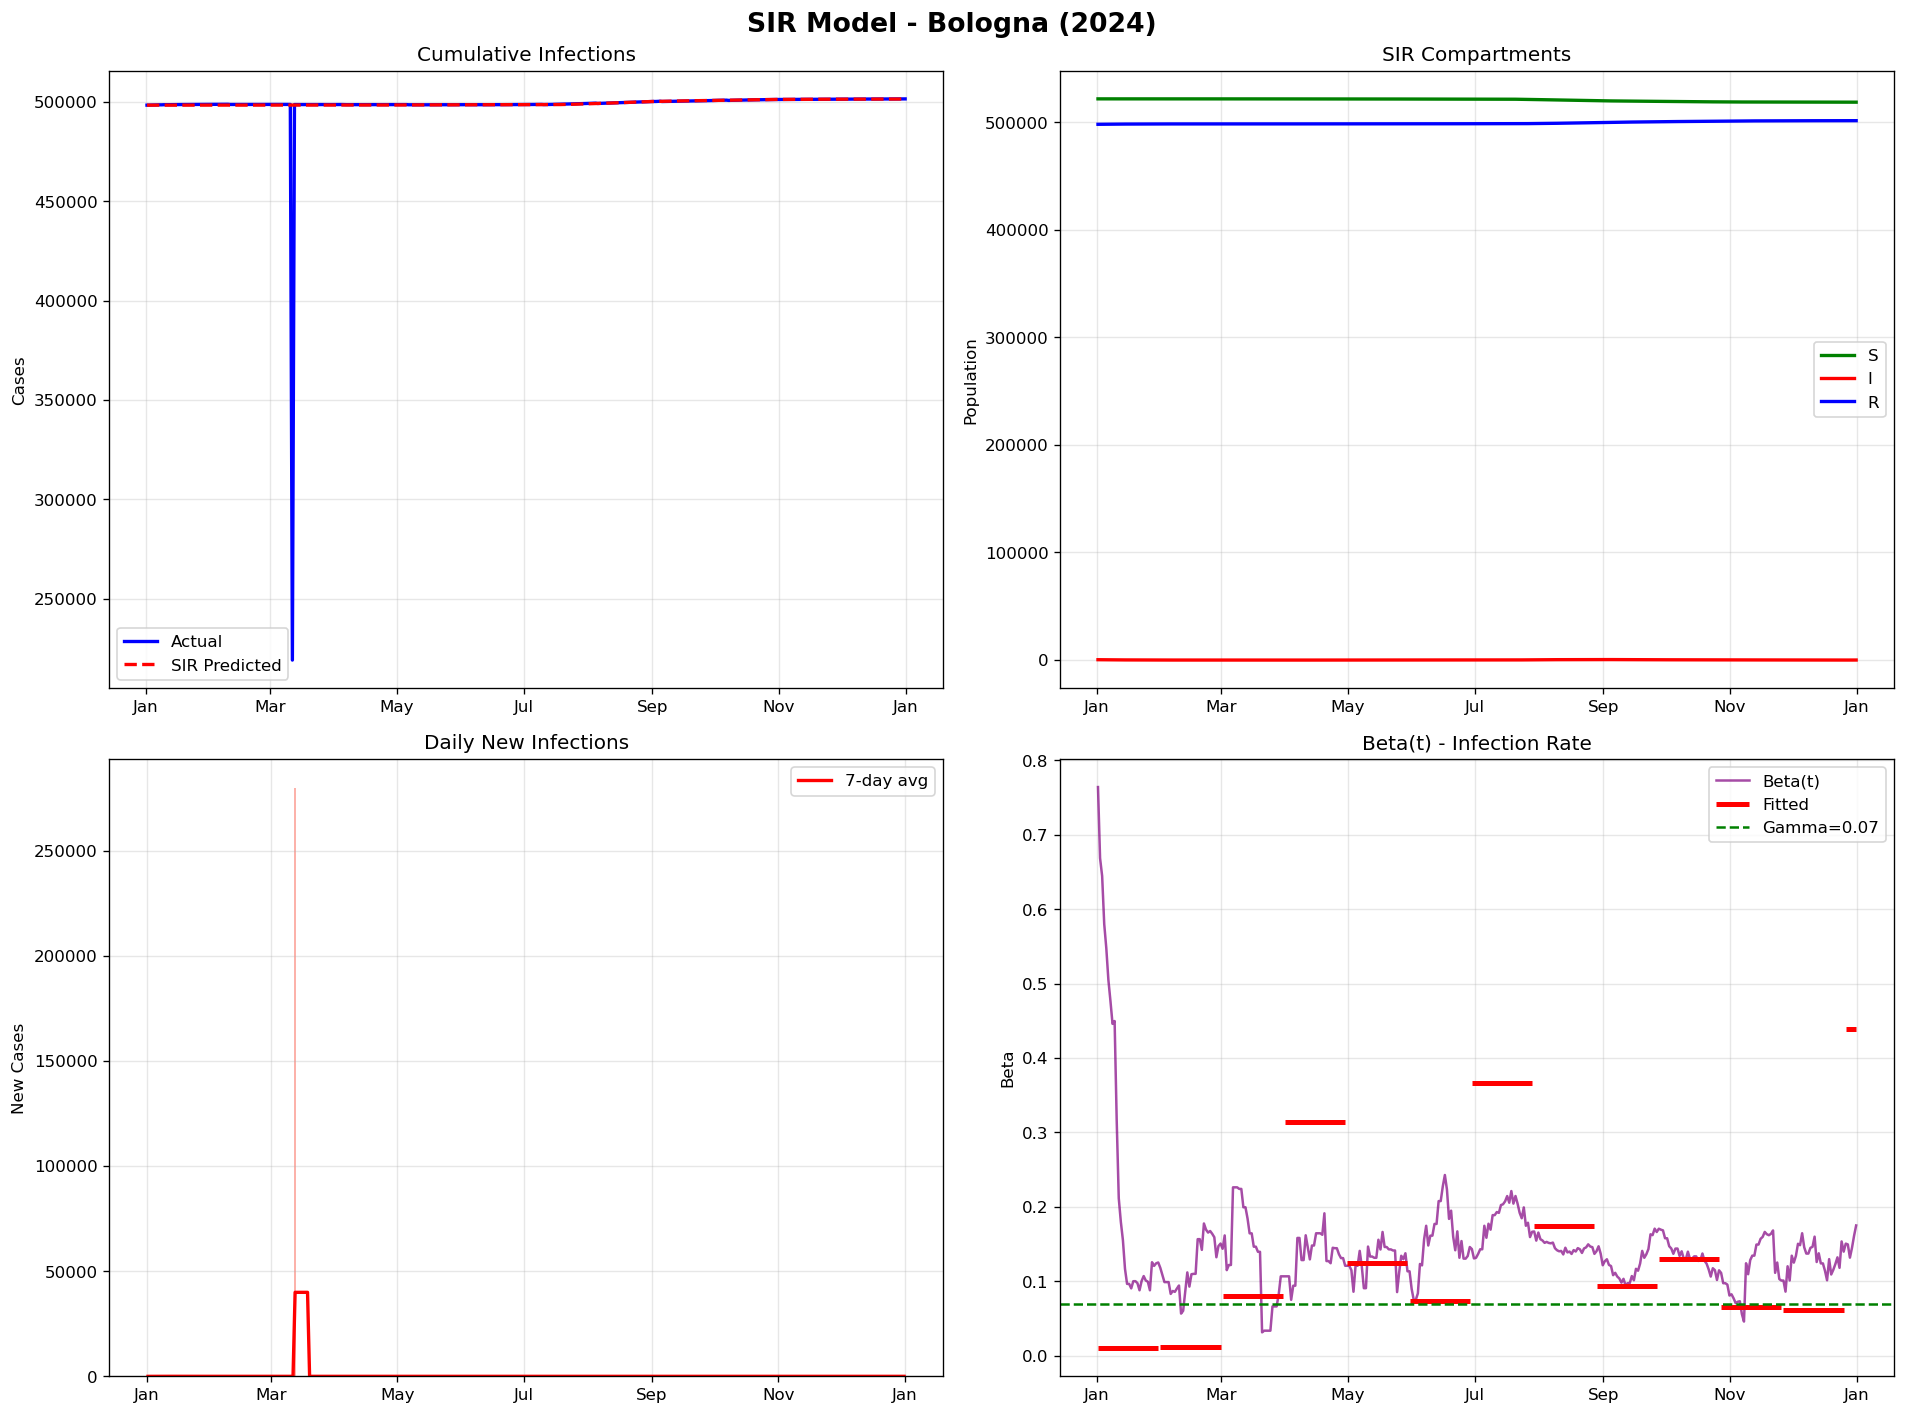 SIR Model - Bologna (2024)
Cumulative Infections
Cases
500000
450000
400000
350000
300000
250000
Actual
SIR Predicted
Jan Mar May Jul Sep Nov Jan
SIR Compartments
Population
500000
400000
300000
200000
100000
0
S
I
R
Jan Mar May Jul Sep Nov Jan
Daily New Infections
7-day avg
New Cases
250000
200000
150000
100000
50000
0
Jan Mar May Jul Sep Nov Jan
Beta(t) - Infection Rate
Beta(t)
Fitted
Gamma=0.07
Beta
0.8
0.7
0.6
0.5
0.4
0.3
0.2
0.1
0.0
Jan Mar May Jul Sep Nov Jan